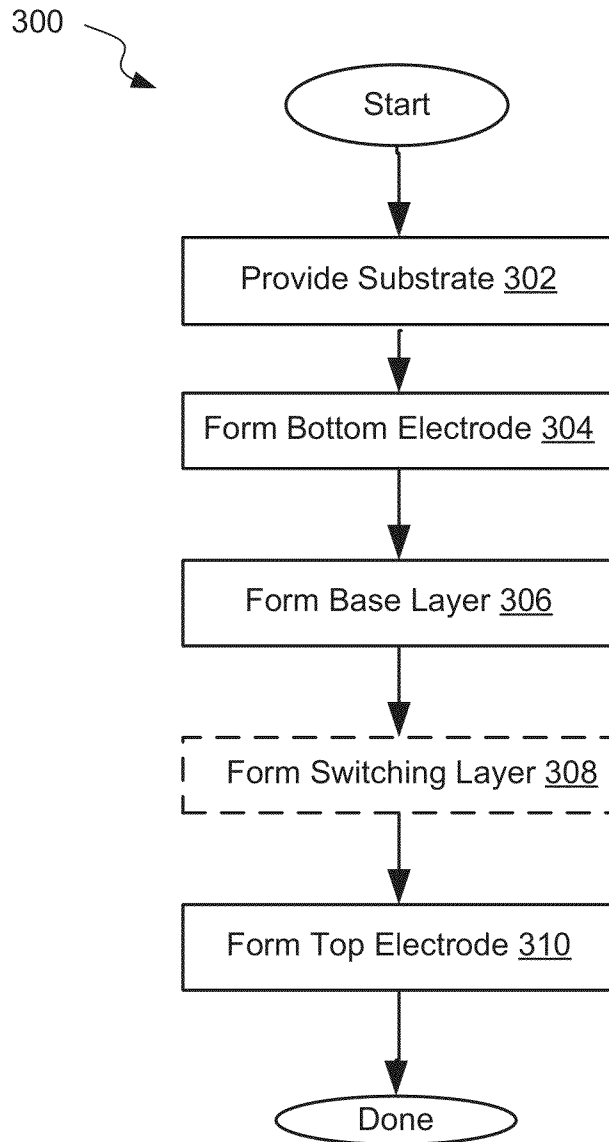 300
Start
Provide Substrate 302
Form Bottom Electrode 304
Form Base Layer 306
Form Switching Layer 308
Form Top Electrode 310
Done